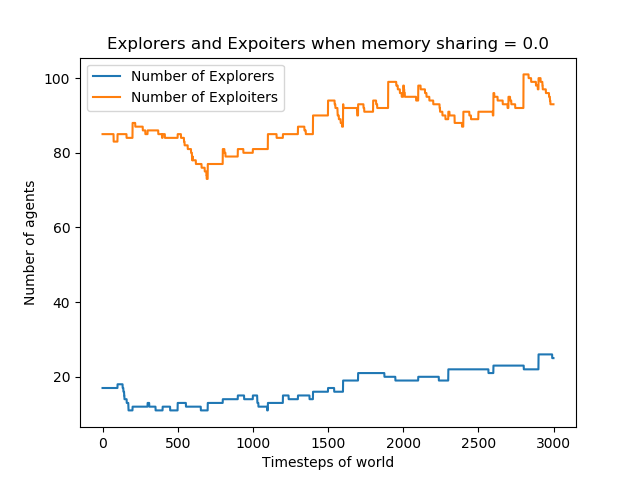 Explorers and Expoiters when memory sharing = 0.0
Number of Explorers
Number of Exploiters
Number of agents
100
80
60
40
20
0 500 1000 1500 2000 2500 3000
Timesteps of world